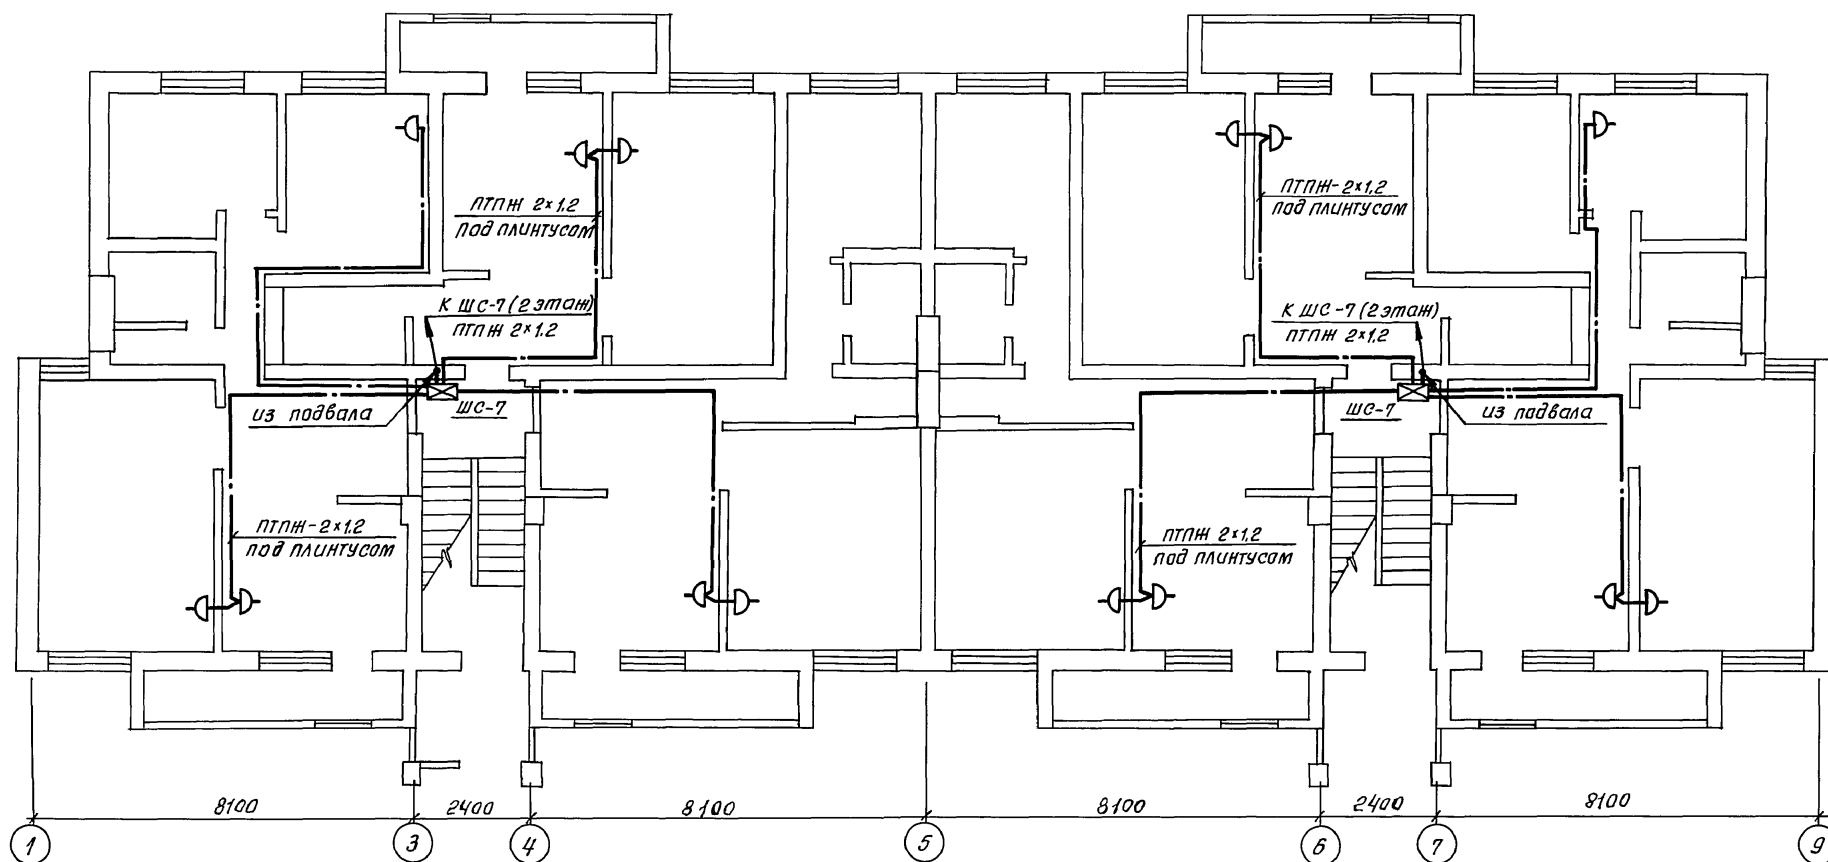 ПТПЖ 2×1,2
под плинтусом
ПТПЖ-2×1,2
под плинтусом
К ШС-7 (2 этаж)
ПТПЖ 2×1,2
К ШС-7 (2 этаж)
ПТПЖ 2×1,2
из подвала
ШС-7
ШС-7
из подвала
ПТПЖ-2×1,2
под плинтусом
ПТПЖ 2×1,2
под плинтусом
8100
2400
8100
8100
2400
8100
1
3
4
5
6
7
9